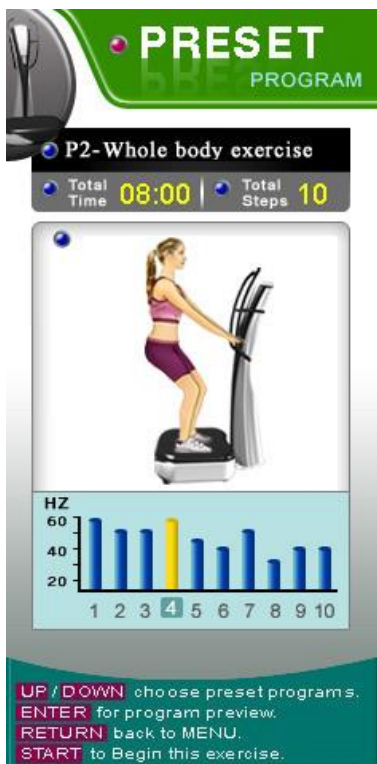 PRESET
PROGRAM
P2-Whole body exercise
Total Time 08:00 Total Steps 10
HZ
60
40
20
1 2 3 4 5 6 7 8 9 10
UP / DOWN choose preset programs.
ENTER for program preview.
RETURN back to MENU.
START to Begin this exercise.